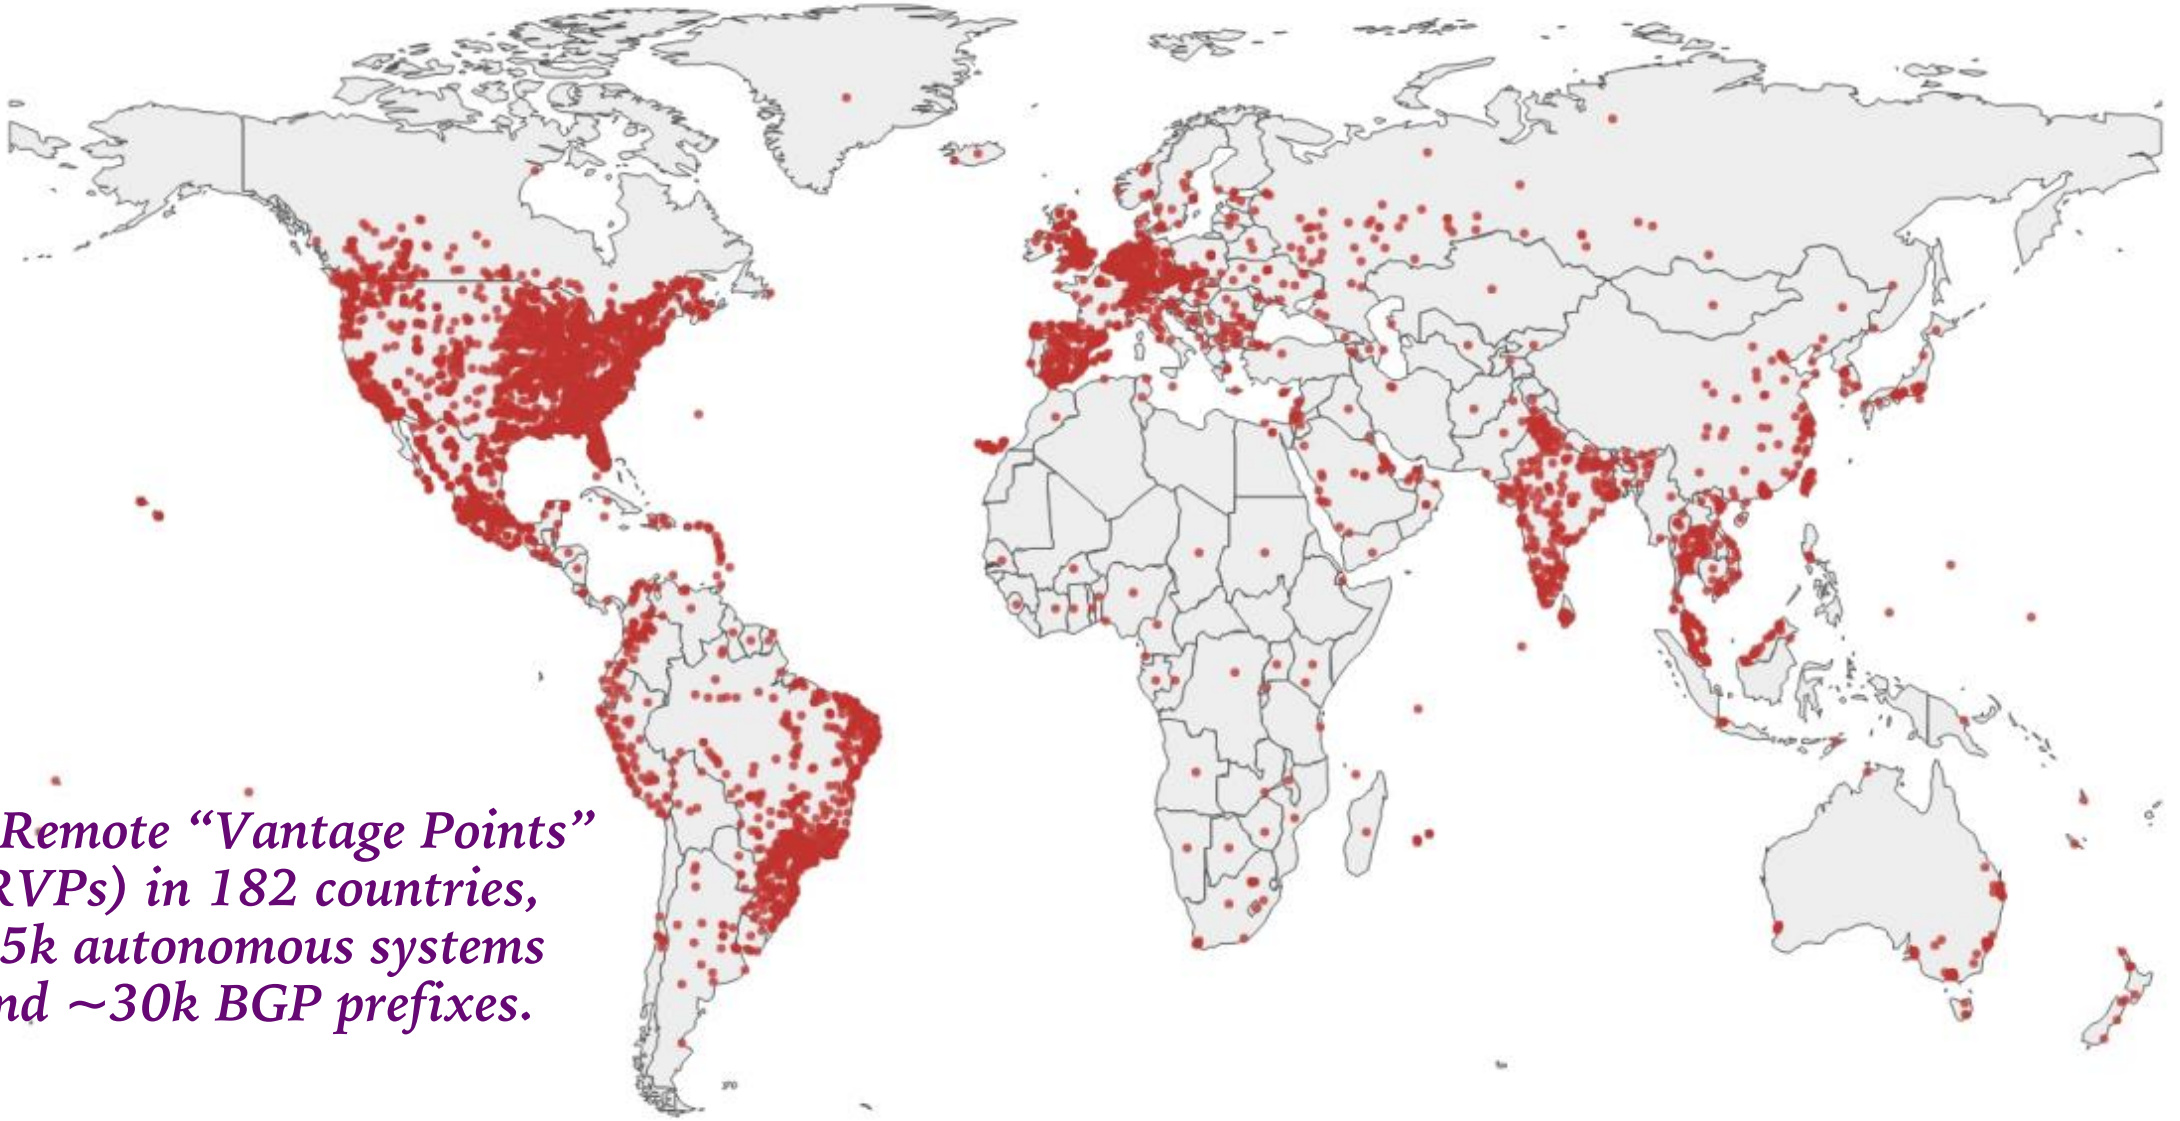 Remote “Vantage Points”
RVPs) in 182 countries,
5k autonomous systems
nd ~30k BGP prefixes.